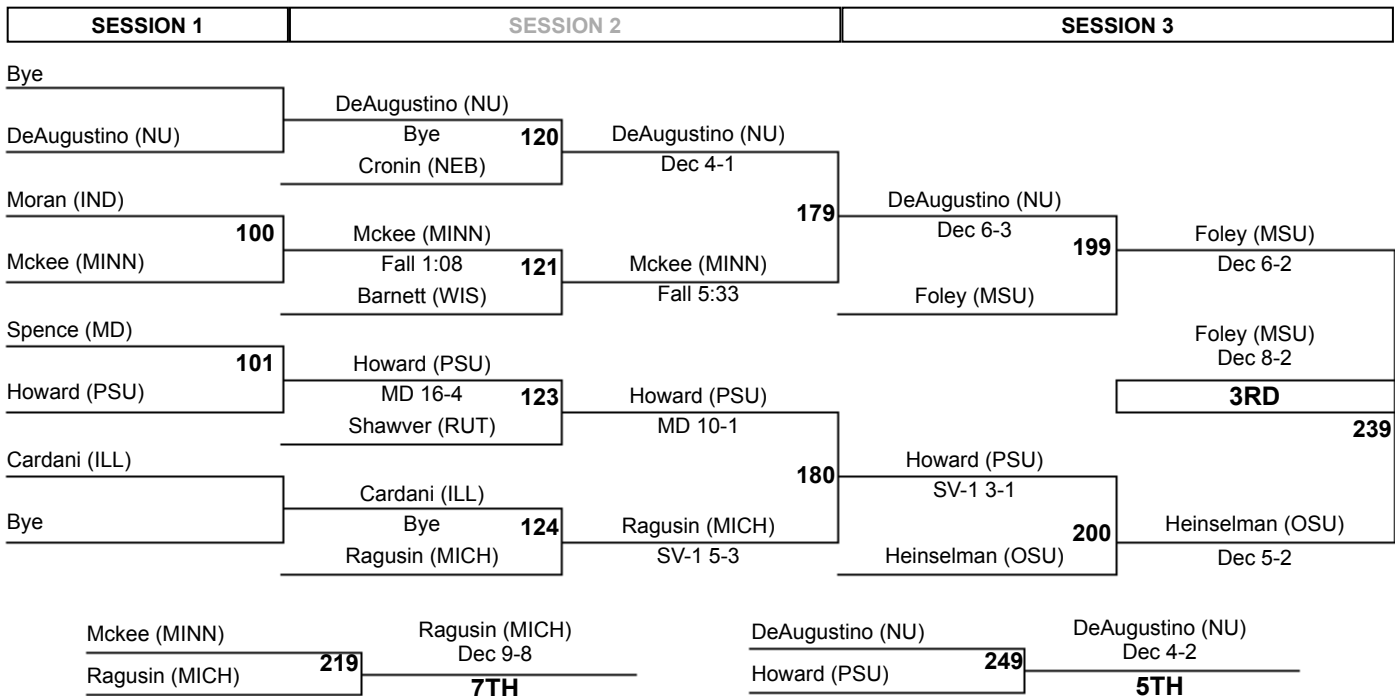 SESSION 1
SESSION 2
SESSION 3
Bye
DeAugustino (NU)
Moran (IND)
100
Mckee (MINN)
Spence (MD)
101
Howard (PSU)
Cardani (ILL)
Bye
DeAugustino (NU)
Bye
120
Cronin (NEB)
Mckee (MINN)
Fall 1:08
121
Barnett (WIS)
Howard (PSU)
MD 16-4
123
Shawver (RUT)
Cardani (ILL)
Bye
124
Ragusin (MICH)
DeAugustino (NU)
Dec 4-1
179
Mckee (MINN)
Fall 5:33
Howard (PSU)
MD 10-1
180
Ragusin (MICH)
SV-1 5-3
DeAugustino (NU)
Dec 6-3
199
Foley (MSU)
Howard (PSU)
SV-1 3-1
200
Heinselman (OSU)
Foley (MSU)
Dec 6-2
Foley (MSU)
Dec 8-2
3RD
239
Heinselman (OSU)
Dec 5-2
Mckee (MINN)
219
Ragusin (MICH)
Ragusin (MICH)
Dec 9-8
7TH
DeAugustino (NU)
249
Howard (PSU)
DeAugustino (NU)
Dec 4-2
5TH